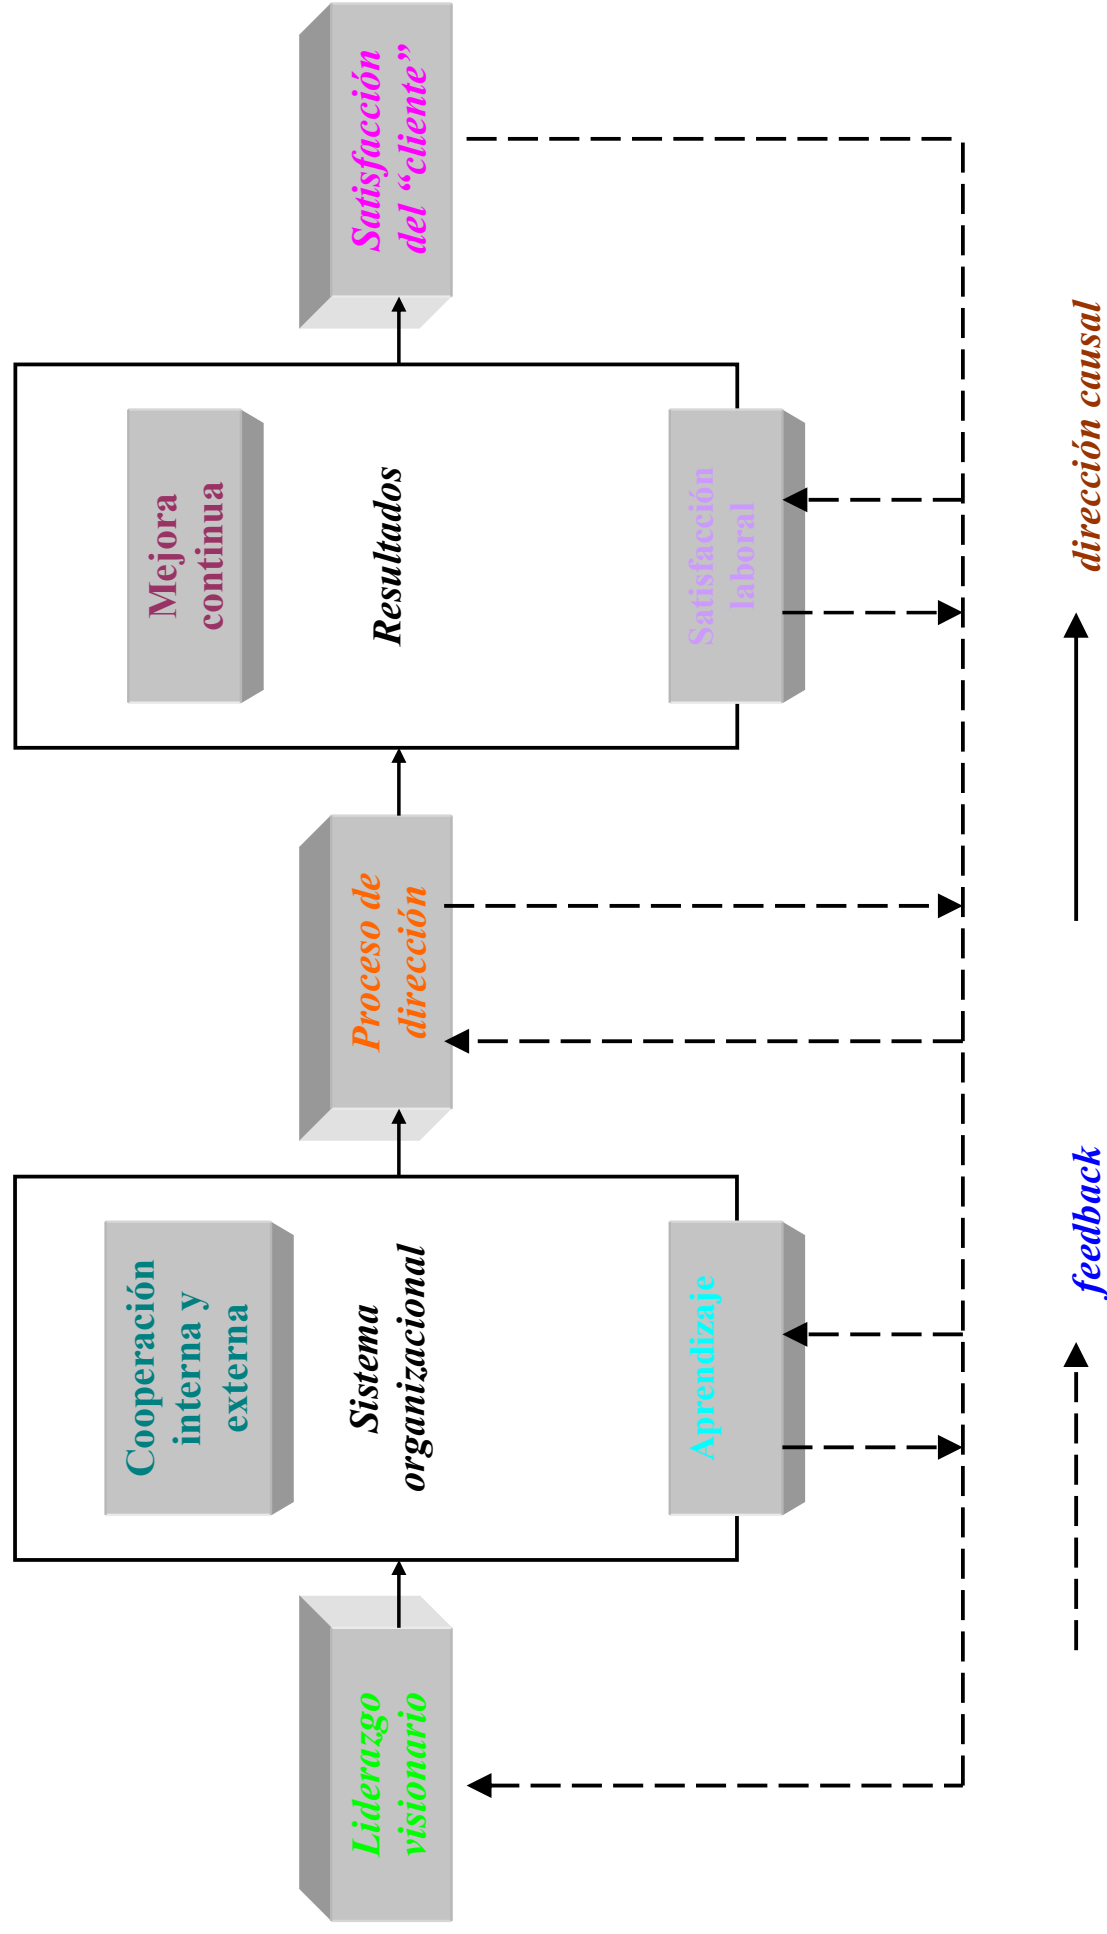 Liderazgo
visionario
Cooperación
interna y
externa
Sistema
organizacional
Aprendizaje
Proceso de
dirección
Mejora
continua
Resultados
Satisfacción
laboral
Satisfacción
del “cliente”
feedback
dirección causal